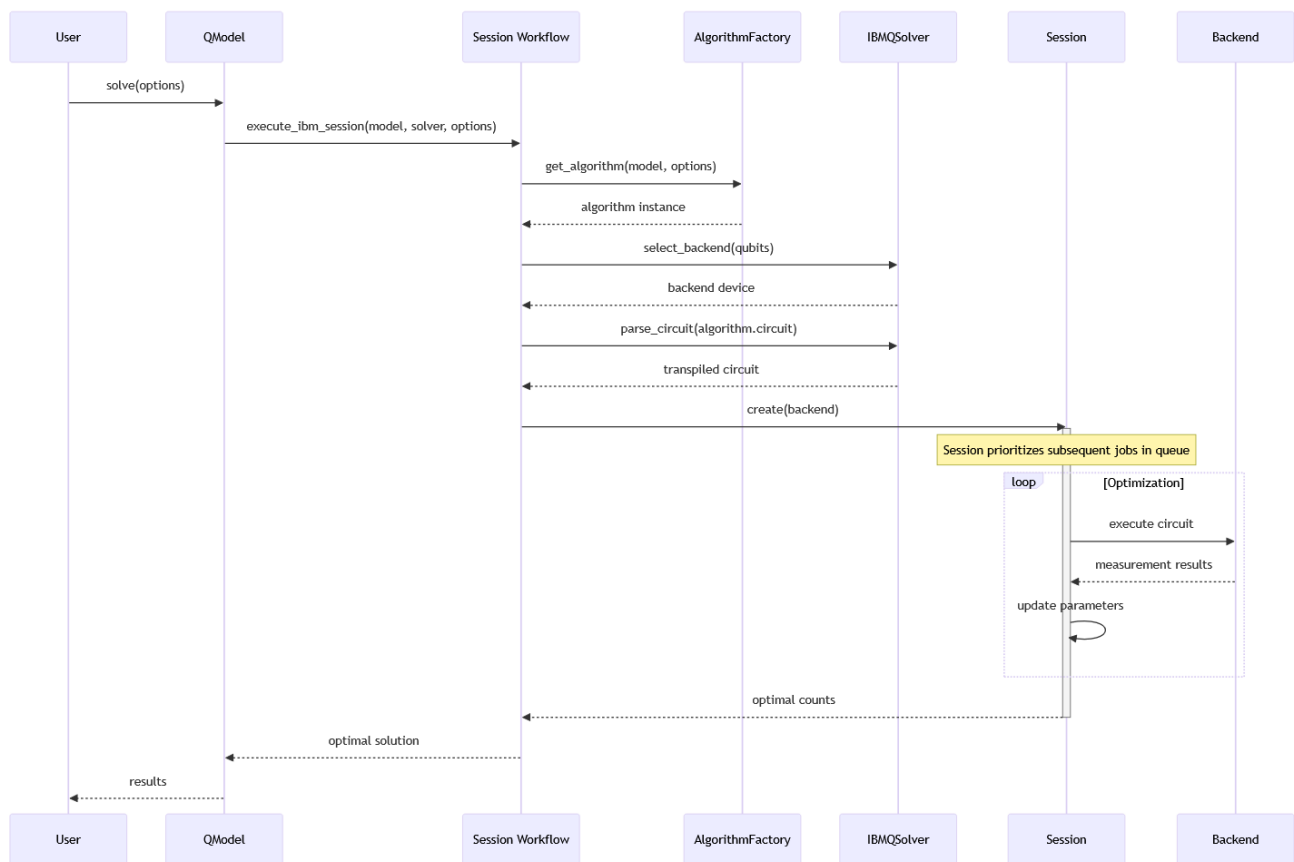 User
QModel
Session Workflow
AlgorithmFactory
IBMQSolver
Session
Backend
solve(options)
execute_ibm_session(model, solver, options)
get_algorithm(model, options)
algorithm instance
select_backend(qubits)
backend device
parse_circuit(algorithm.circuit)
transpiled circuit
create(backend)
Session prioritizes subsequent jobs in queue
loop
[Optimization]
execute circuit
measurement results
update parameters
optimal counts
optimal solution
results
User
QModel
Session Workflow
AlgorithmFactory
IBMQSolver
Session
Backend